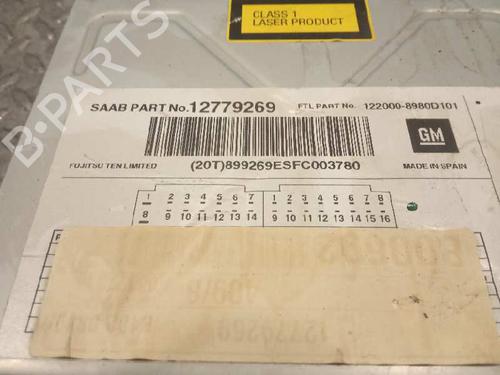 CLASS 1
LASER PRODUCT
B-PARTS
SAAB PART No. 12779269 FTL PART No. 122000-8980D101
GM
FUJITSU TEN LIMITED (20T)899269ESFC003780 MADE IN SPAIN
1 2 3 4 5 6 7 1 2 3 4 5 6 7 8
8 9 10 11 12 13 14 9 10 11 12 13 14 15 16
12779269